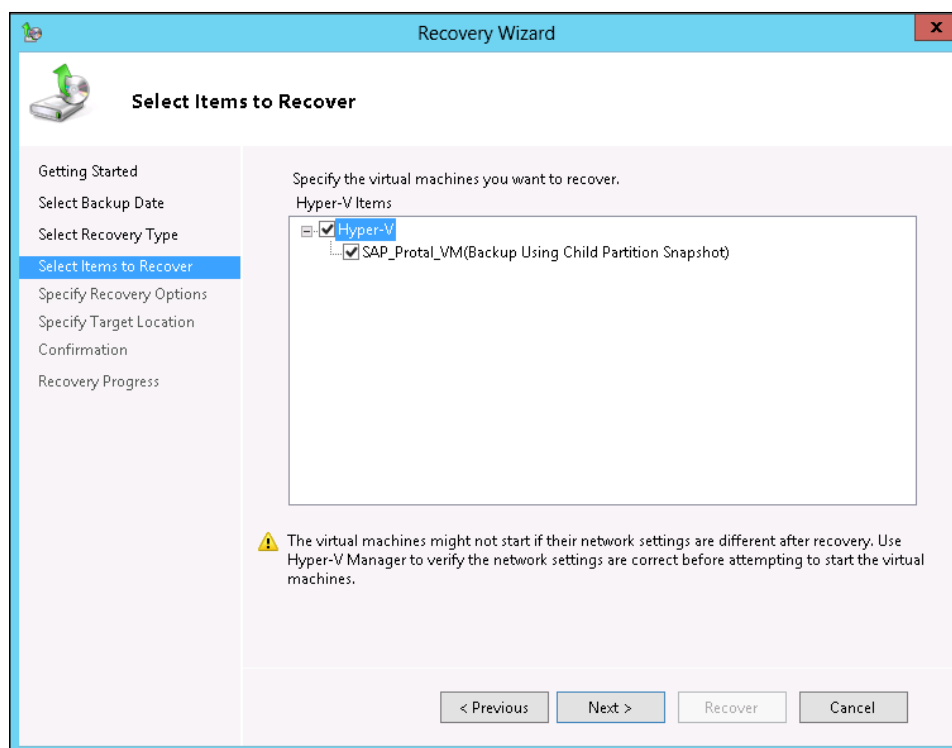 Recovery Wizard
x
Select Items to Recover
Getting Started
Select Backup Date
Select Recovery Type
Select Items to Recover
Specify Recovery Options
Specify Target Location
Confirmation
Recovery Progress
Specify the virtual machines you want to recover.
Hyper-V Items
Hyper-V
SAP_Protal_VM(Backup Using Child Partition Snapshot)
The virtual machines might not start if their network settings are different after recovery. Use
Hyper-V Manager to verify the network settings are correct before attempting to start the virtual
machines.
< Previous
Next >
Recover
Cancel